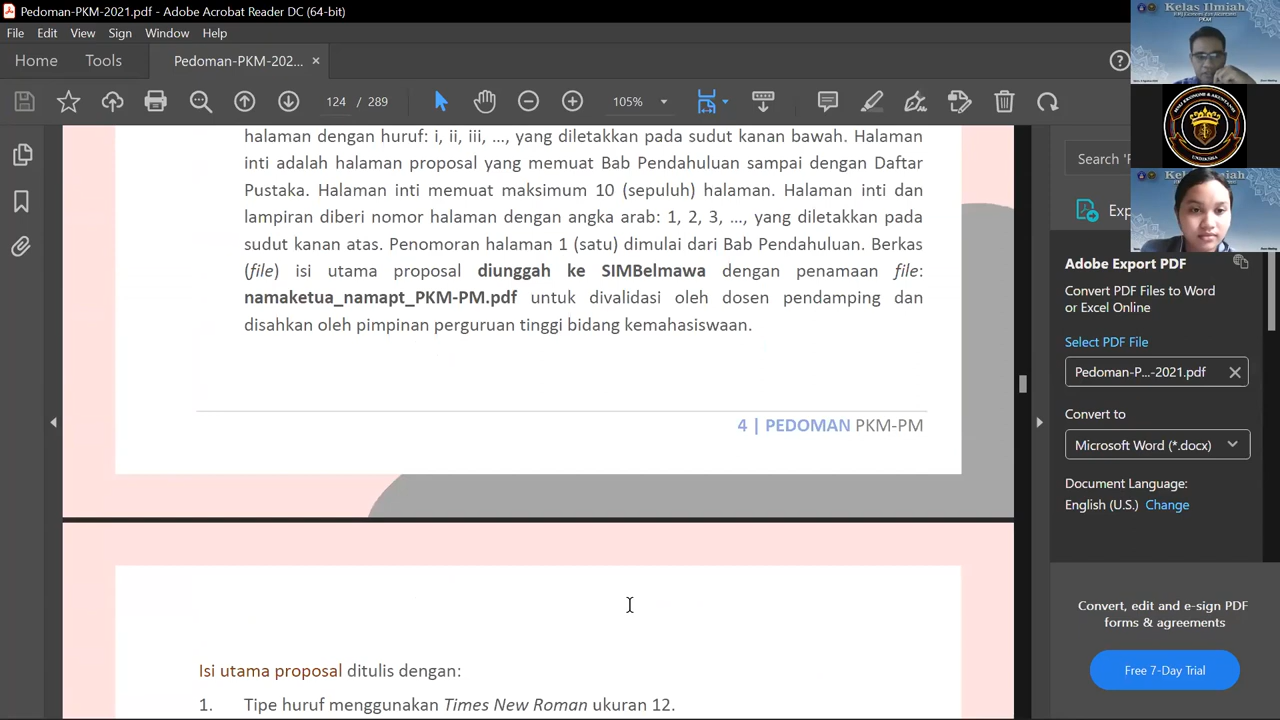 Pedoman-PKM-2021.pdf - Adobe Acrobat Reader DC (64-bit)
File Edit View Sign Window Help
Home Tools Pedoman-PKM-202... ×
124 / 289 105%
halaman dengan huruf: i, ii, iii, ..., yang diletakkan pada sudut kanan bawah. Halaman
inti adalah halaman proposal yang memuat Bab Pendahuluan sampai dengan Daftar
Pustaka. Halaman inti memuat maksimum 10 (sepuluh) halaman. Halaman inti dan
lampiran diberi nomor halaman dengan angka arab: 1, 2, 3, ..., yang diletakkan pada
sudut kanan atas. Penomoran halaman 1 (satu) dimulai dari Bab Pendahuluan. Berkas
(file) isi utama proposal diunggah ke SIMBelmawa dengan penamaan file:
namaketua_namapt_PKM-PM.pdf untuk divalidasi oleh dosen pendamping dan
disahkan oleh pimpinan perguruan tinggi bidang kemahasiswaan.
4 | PEDOMAN PKM-PM
Isi utama proposal ditulis dengan:
1. Tipe huruf menggunakan Times New Roman ukuran 12.
Kelas Ilmiah
PKM
UNDIKSHA
Kelas Ilmiah
Search 'P
Exp
Adobe Export PDF
Convert PDF Files to Word
or Excel Online
Select PDF File
Pedoman-P...-2021.pdf
Convert to
Microsoft Word (*.docx)
Document Language:
English (U.S.) Change
Convert, edit and e-sign PDF
forms & agreements
Free 7-Day Trial